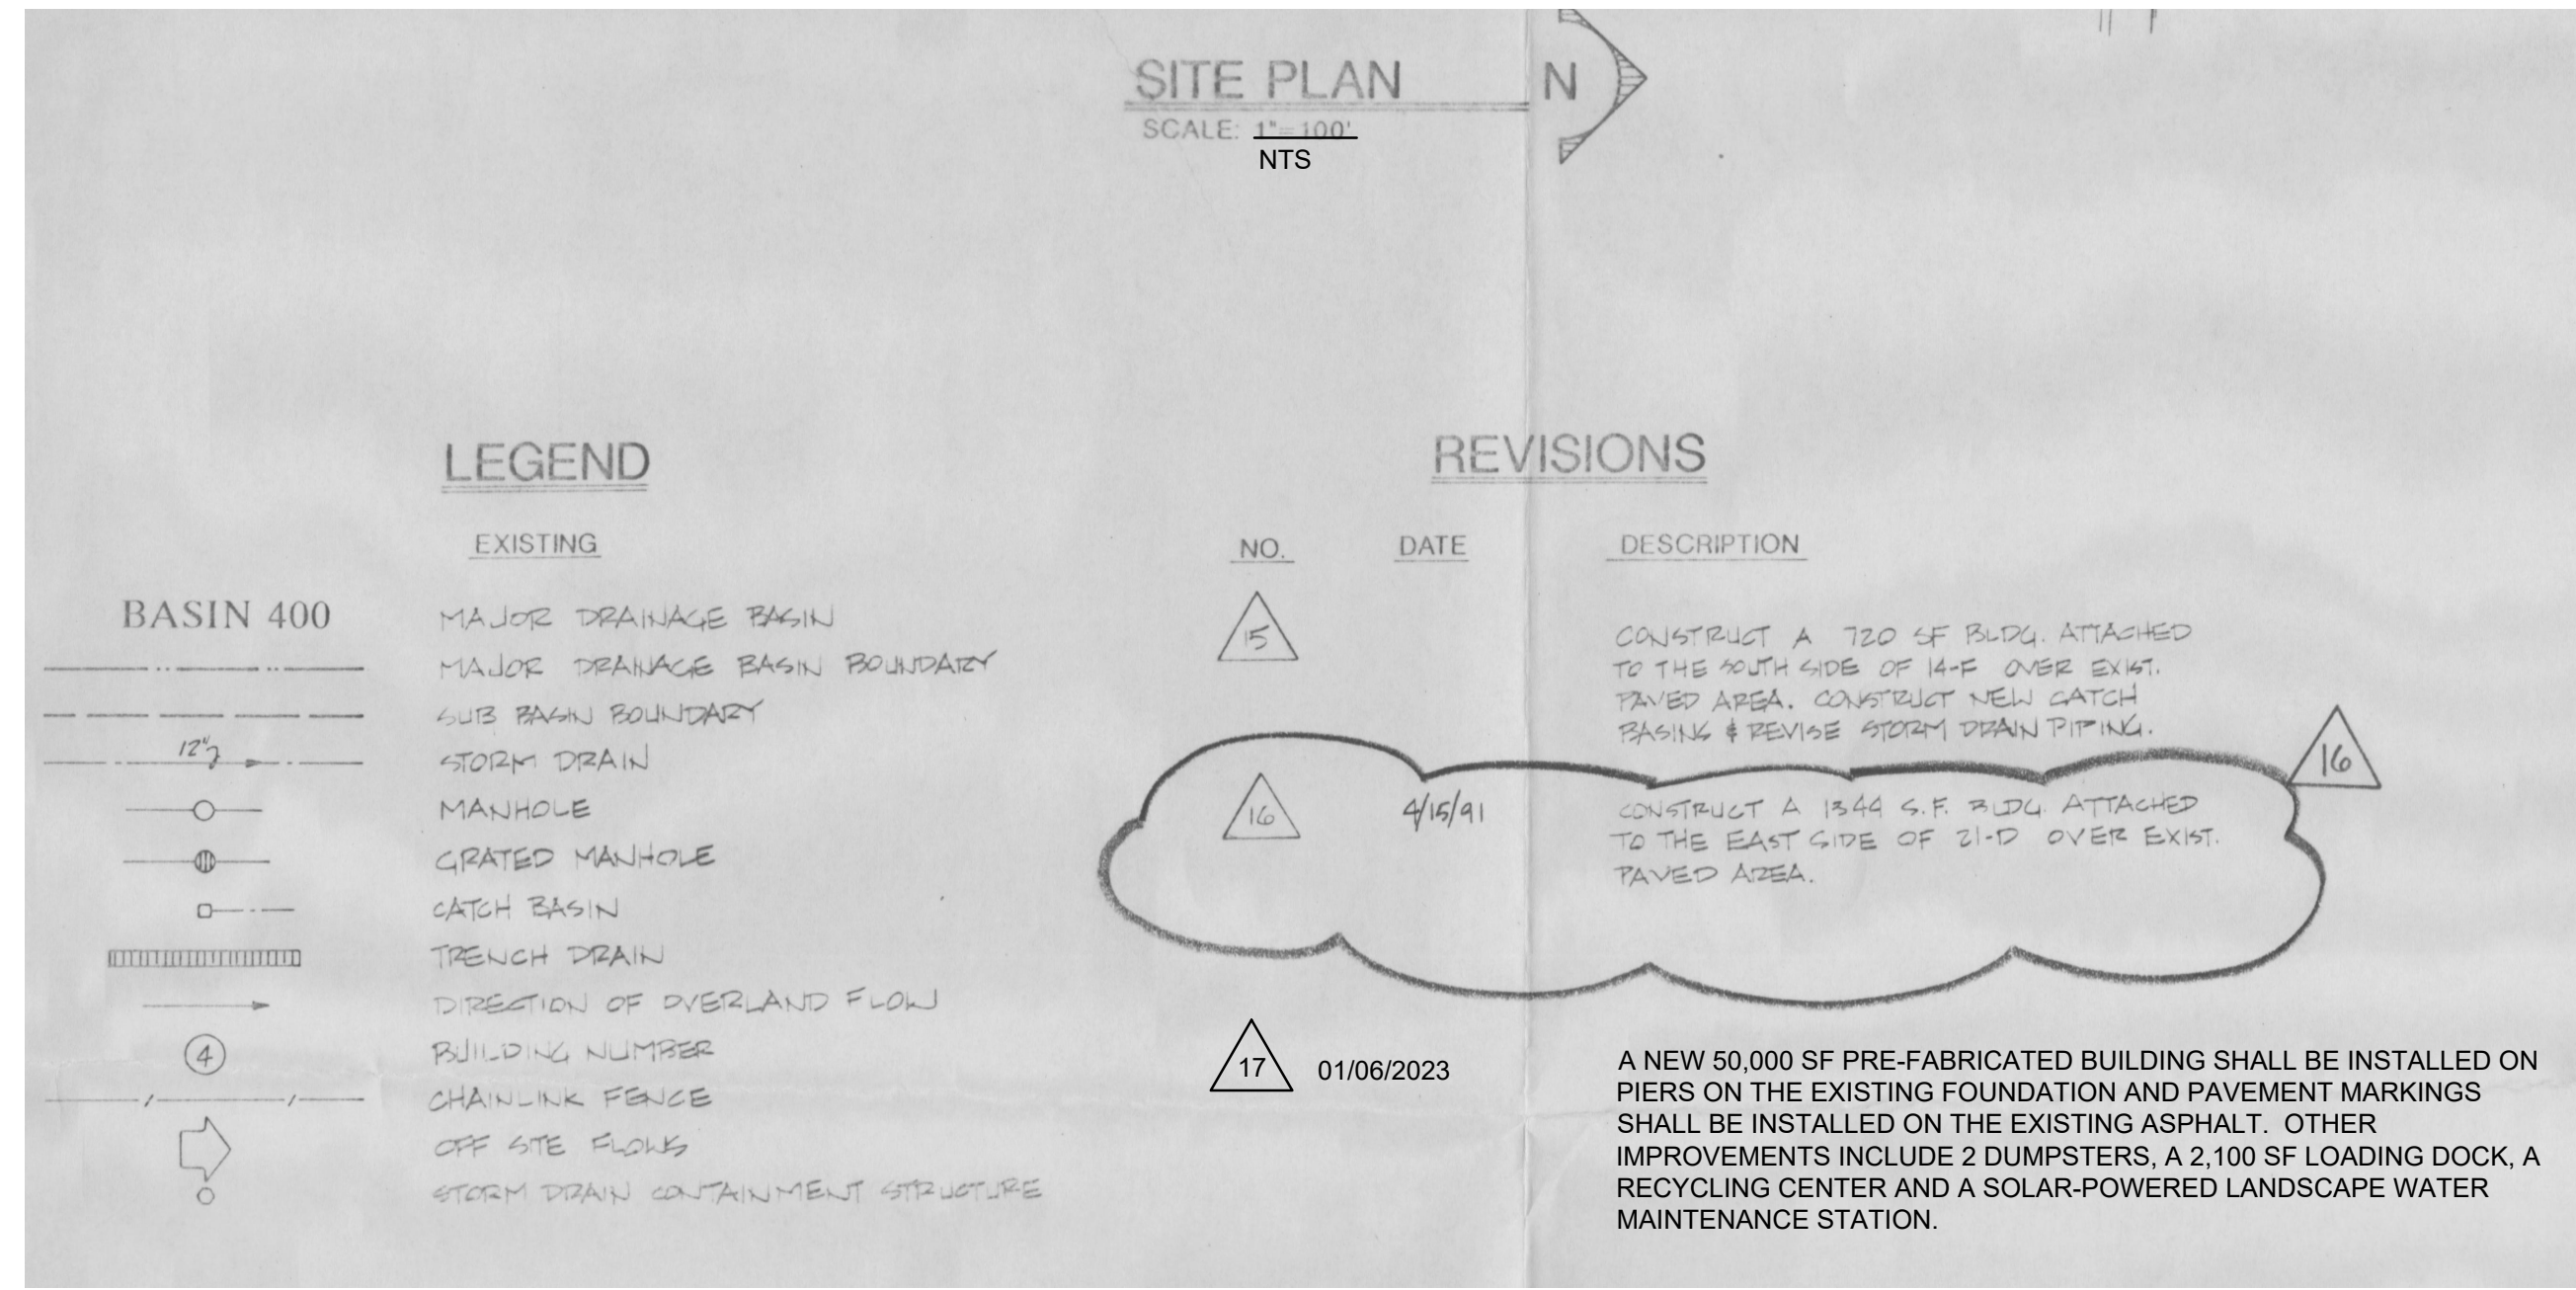 SITE PLAN
N
SCALE: 1"=100'
NTS
LEGEND
EXISTING
BASIN 400 MAJOR DRAINAGE BASIN
MAJOR DRAINAGE BASIN BOUNDARY
SUB BASIN BOUNDARY
12" STORM DRAIN
MANHOLE
GRATED MANHOLE
CATCH BASIN
TRENCH DRAIN
DIRECTION OF OVERLAND FLOW
4 BUILDING NUMBER
CHAINLINK FENCE
OFF SITE FLOWS
STORM DRAIN CONTAINMENT STRUCTURE
REVISIONS
NO. DATE DESCRIPTION
15 CONSTRUCT A 720 SF BLDG. ATTACHED
TO THE SOUTH SIDE OF 14-F OVER EXIST.
PAVED AREA. CONSTRUCT NEW CATCH
BASINS & REVISE STORM DRAIN PIPING.
16
16 4/15/91 CONSTRUCT A 1344 S.F. BLDG. ATTACHED
TO THE EAST SIDE OF 21-D OVER EXIST.
PAVED AREA.
17 01/06/2023 A NEW 50,000 SF PRE-FABRICATED BUILDING SHALL BE INSTALLED ON
PIERS ON THE EXISTING FOUNDATION AND PAVEMENT MARKINGS
SHALL BE INSTALLED ON THE EXISTING ASPHALT. OTHER
IMPROVEMENTS INCLUDE 2 DUMPSTERS, A 2,100 SF LOADING DOCK, A
RECYCLING CENTER AND A SOLAR-POWERED LANDSCAPE WATER
MAINTENANCE STATION.